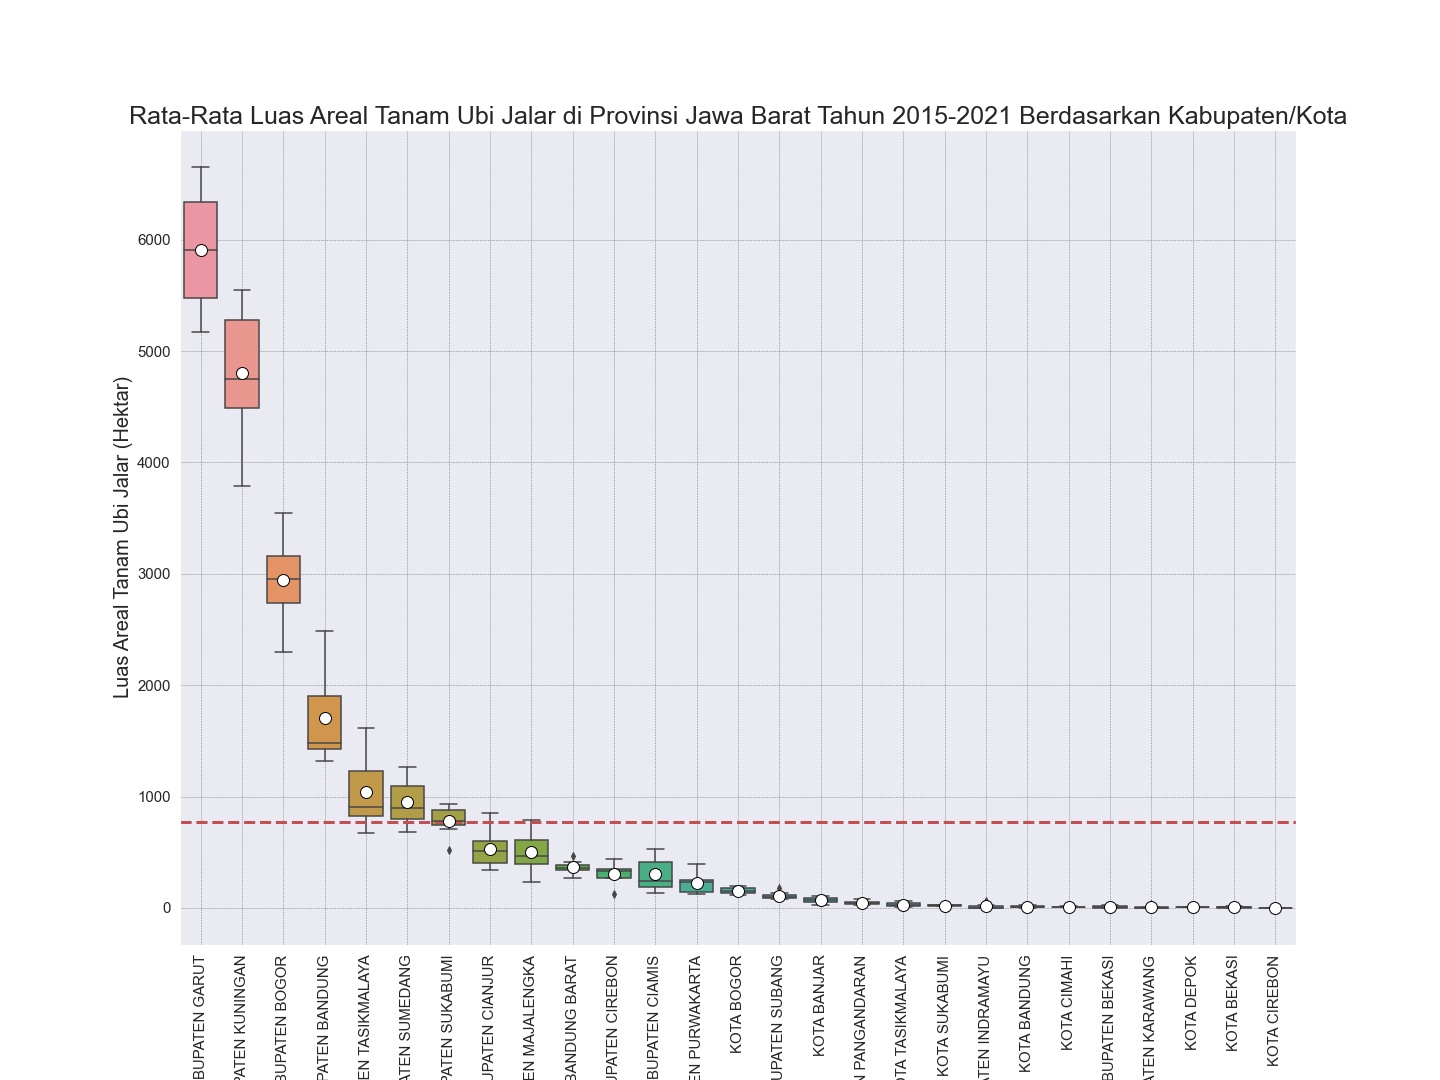 Rata-Rata Luas Areal Tanam Ubi Jalar di Provinsi Jawa Barat Tahun 2015-2021 Berdasarkan Kabupaten/Kota
Luas Areal Tanam Ubi Jalar (Hektar)
6000
5000
4000
3000
2000
1000
0
BUPATEN GARUT
PATEN KUNINGAN
BUPATEN BOGOR
PATEN BANDUNG
EN TASIKMALAYA
ATEN SUMEDANG
PATEN SUKABUMI
UPATEN CIANJUR
EN MAJALENGKA
BANDUNG BARAT
PATEN CIREBON
BUPATEN CIAMIS
EN PURWAKARTA
KOTA BOGOR
UPATEN SUBANG
KOTA BANJAR
N PANGANDARAN
OTA TASIKMALAYA
KOTA SUKABUMI
ATEN INDRAMAYU
KOTA BANDUNG
KOTA CIMAHI
BUPATEN BEKASI
ATEN KARAWANG
KOTA DEPOK
KOTA BEKASI
KOTA CIREBON